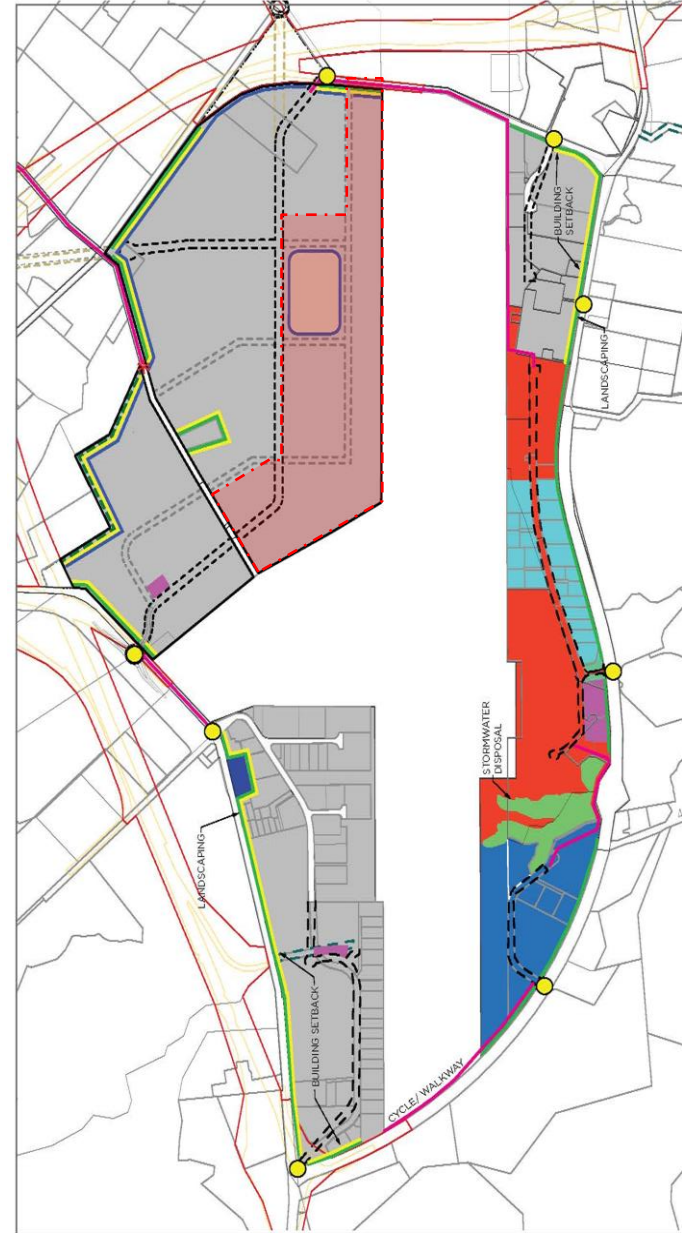 BUILDING
SETBACK
LANDSCAPING
STORMWATER
DISPOSAL
LANDSCAPING
BUILDING SETBACK
CYCLE/ WALKWAY